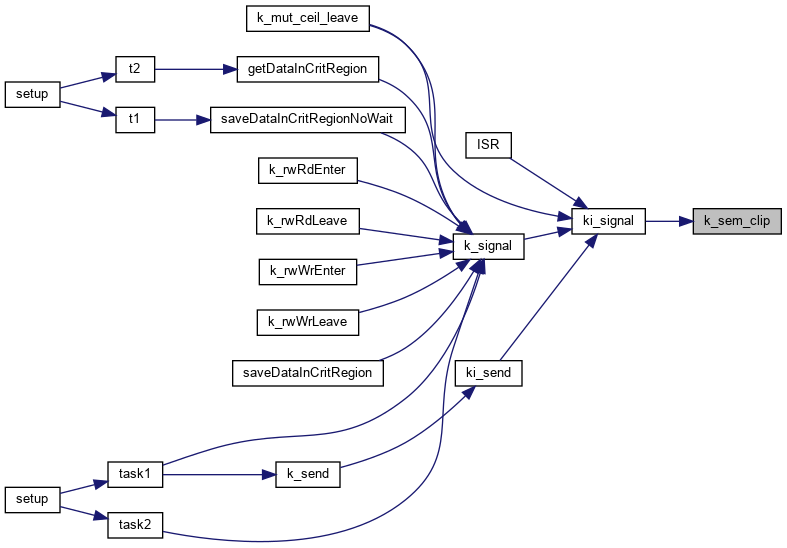 k_mut_ceil_leave
t2
getDataInCritRegion
setup
t1
saveDataInCritRegionNoWait
ISR
k_rwRdEnter
k_rwRdLeave
ki_signal
k_sem_clip
k_signal
k_rwWrEnter
k_rwWrLeave
saveDataInCritRegion
ki_send
task1
k_send
setup
task2